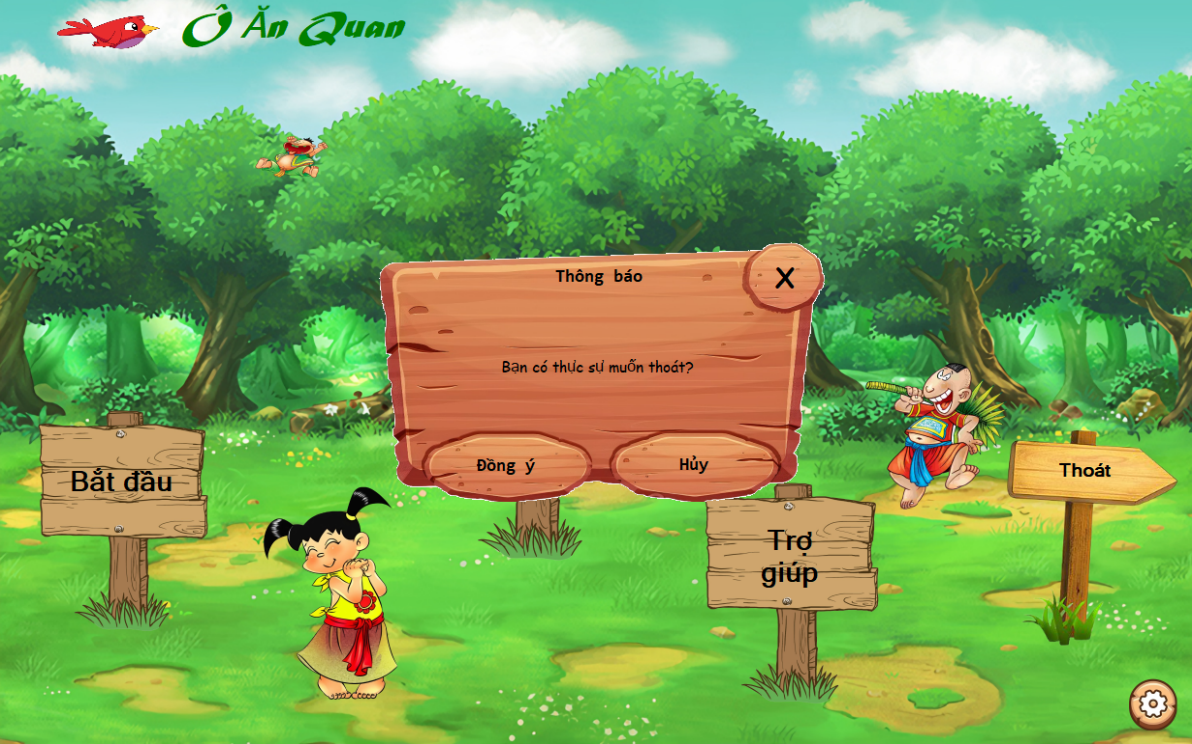 Ô Ăn Quan
Thông báo
X
Bạn có thực sự muốn thoát?
Đồng ý
Hủy
Bắt đầu
Trợ
giúp
Thoát